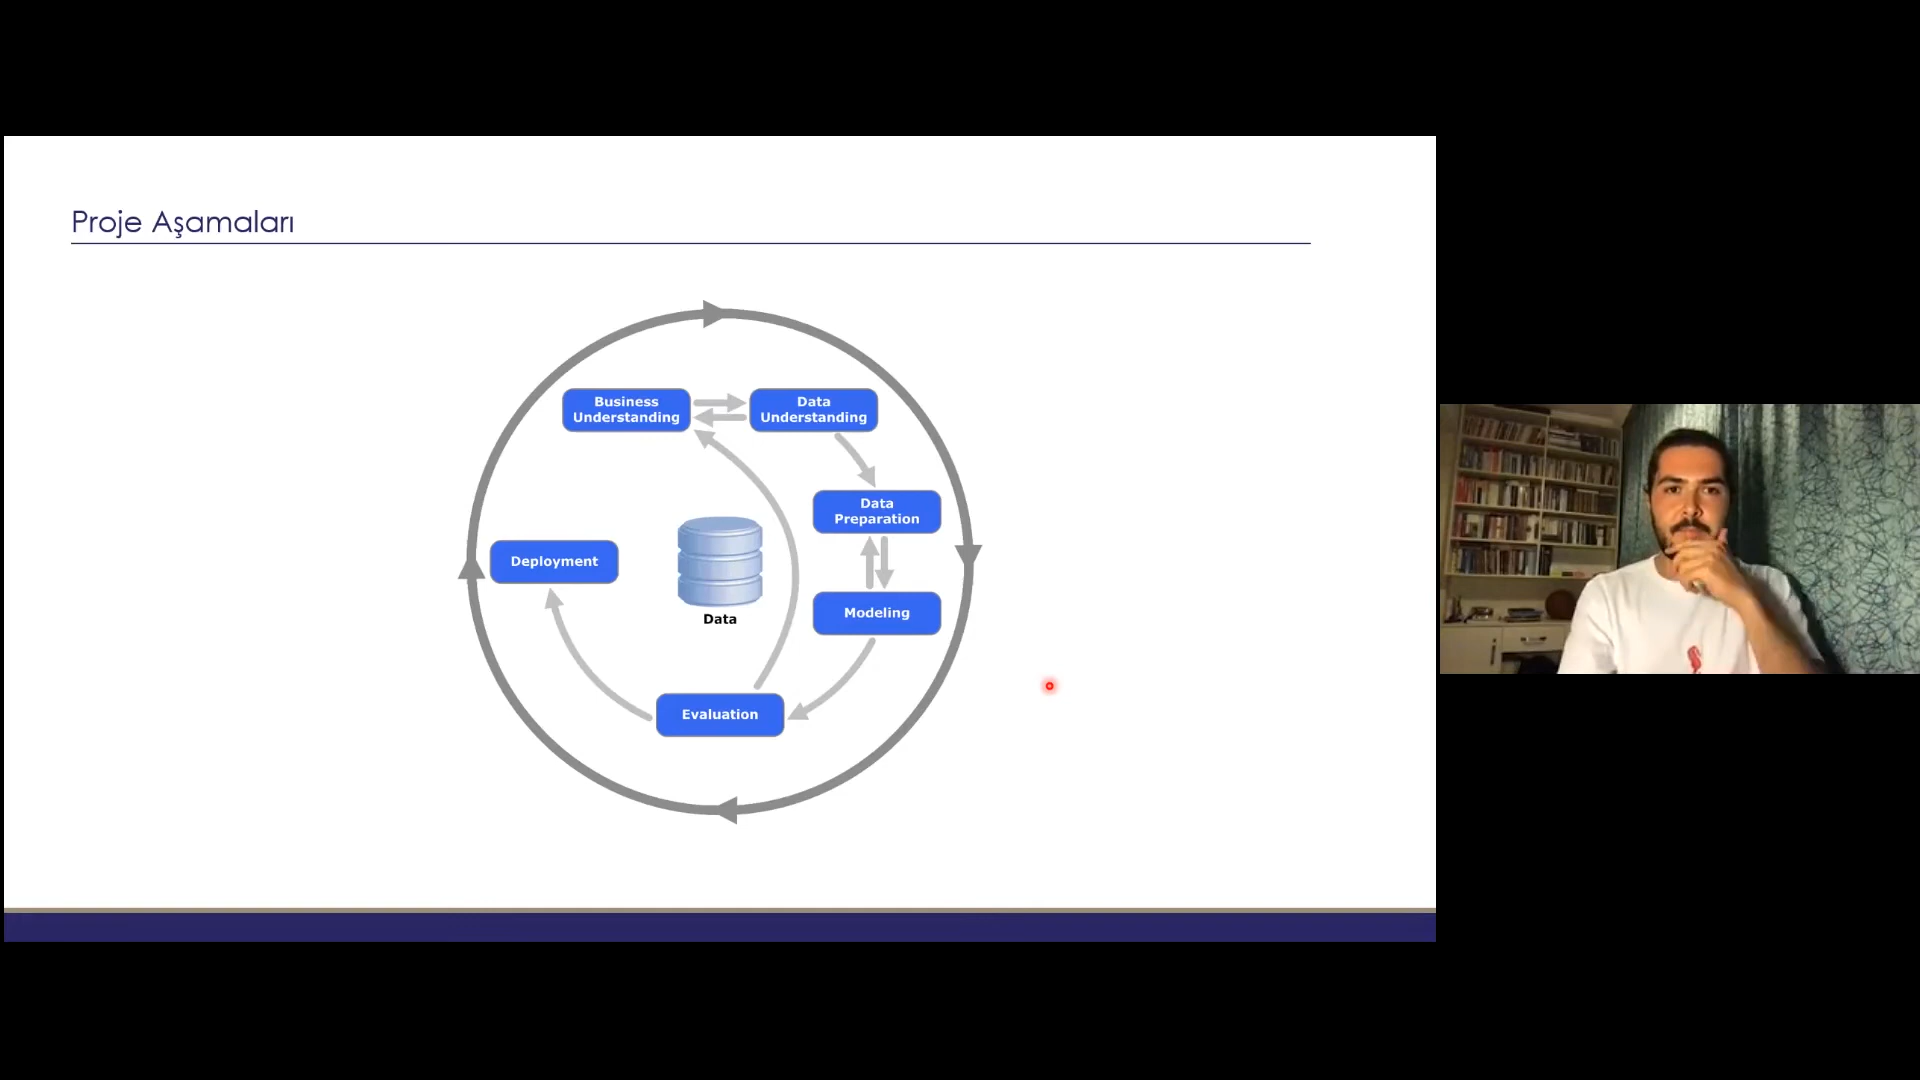 Proje Aşamaları
Business
Understanding
Data
Understanding
Data
Preparation
Deployment
Data
Modeling
Evaluation